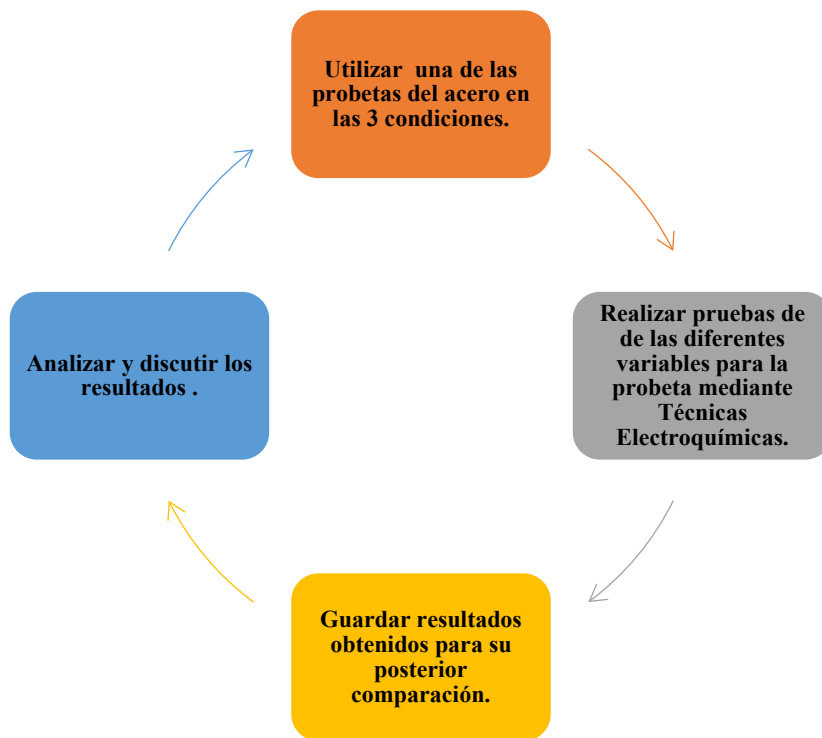 Utilizar una de las
probetas del acero en
las 3 condiciones.
Realizar pruebas de
de las diferentes
variables para la
probeta mediante
Técnicas
Electroquímicas.
Guardar resultados
obtenidos para su
posterior
comparación.
Analizar y discutir los
resultados .